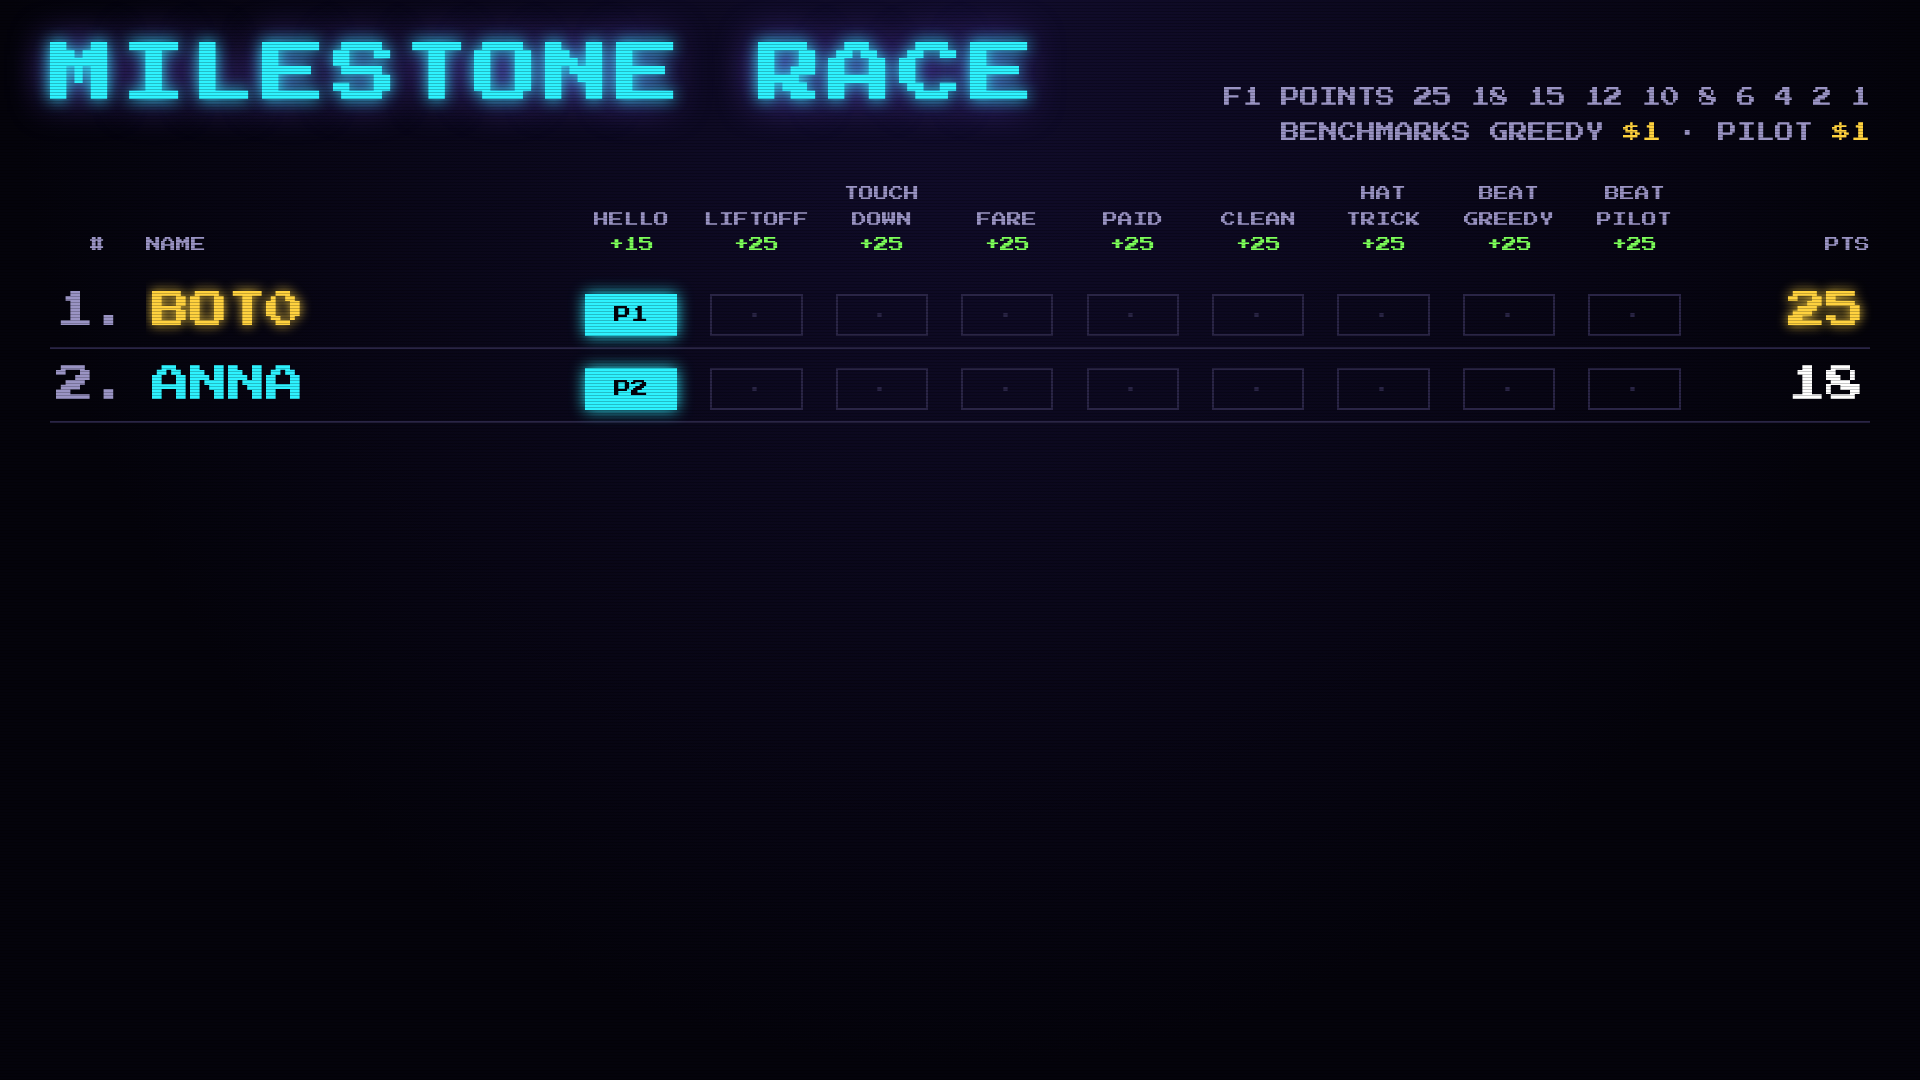 MILESTONE RACE
F1 POINTS 25 18 15 12 10 8 6 4 2 1
BENCHMARKS GREEDY $1 · PILOT $1
# NAME HELLO +15 LIFTOFF +25 TOUCH DOWN +25 FARE +25 PAID +25 CLEAN +25 HAT TRICK +25 BEAT GREEDY +25 BEAT PILOT +25 PTS
1. BOTO P1 · · · · · · · · 25
2. ANNA P2 · · · · · · · · 18